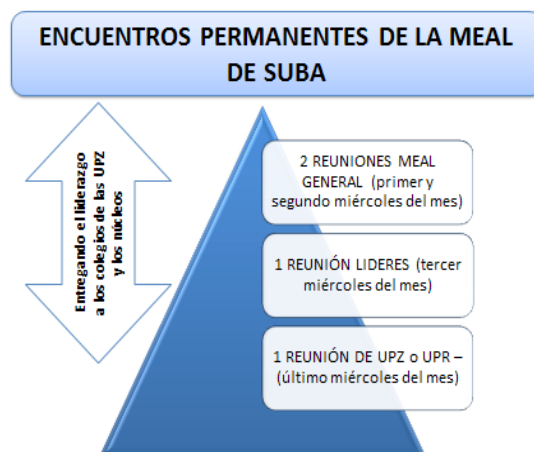 ENCUENTROS PERMANENTES DE LA MEAL
DE SUBA
Entregando el liderazgo
a los colegios de las UPZ
y los núcleos
2 REUNIONES MEAL
GENERAL (primer y
segundo miércoles del mes)
1 REUNIÓN LIDERES (tercer
miércoles del mes)
1 REUNIÓN DE UPZ o UPR –
(último miércoles del mes)